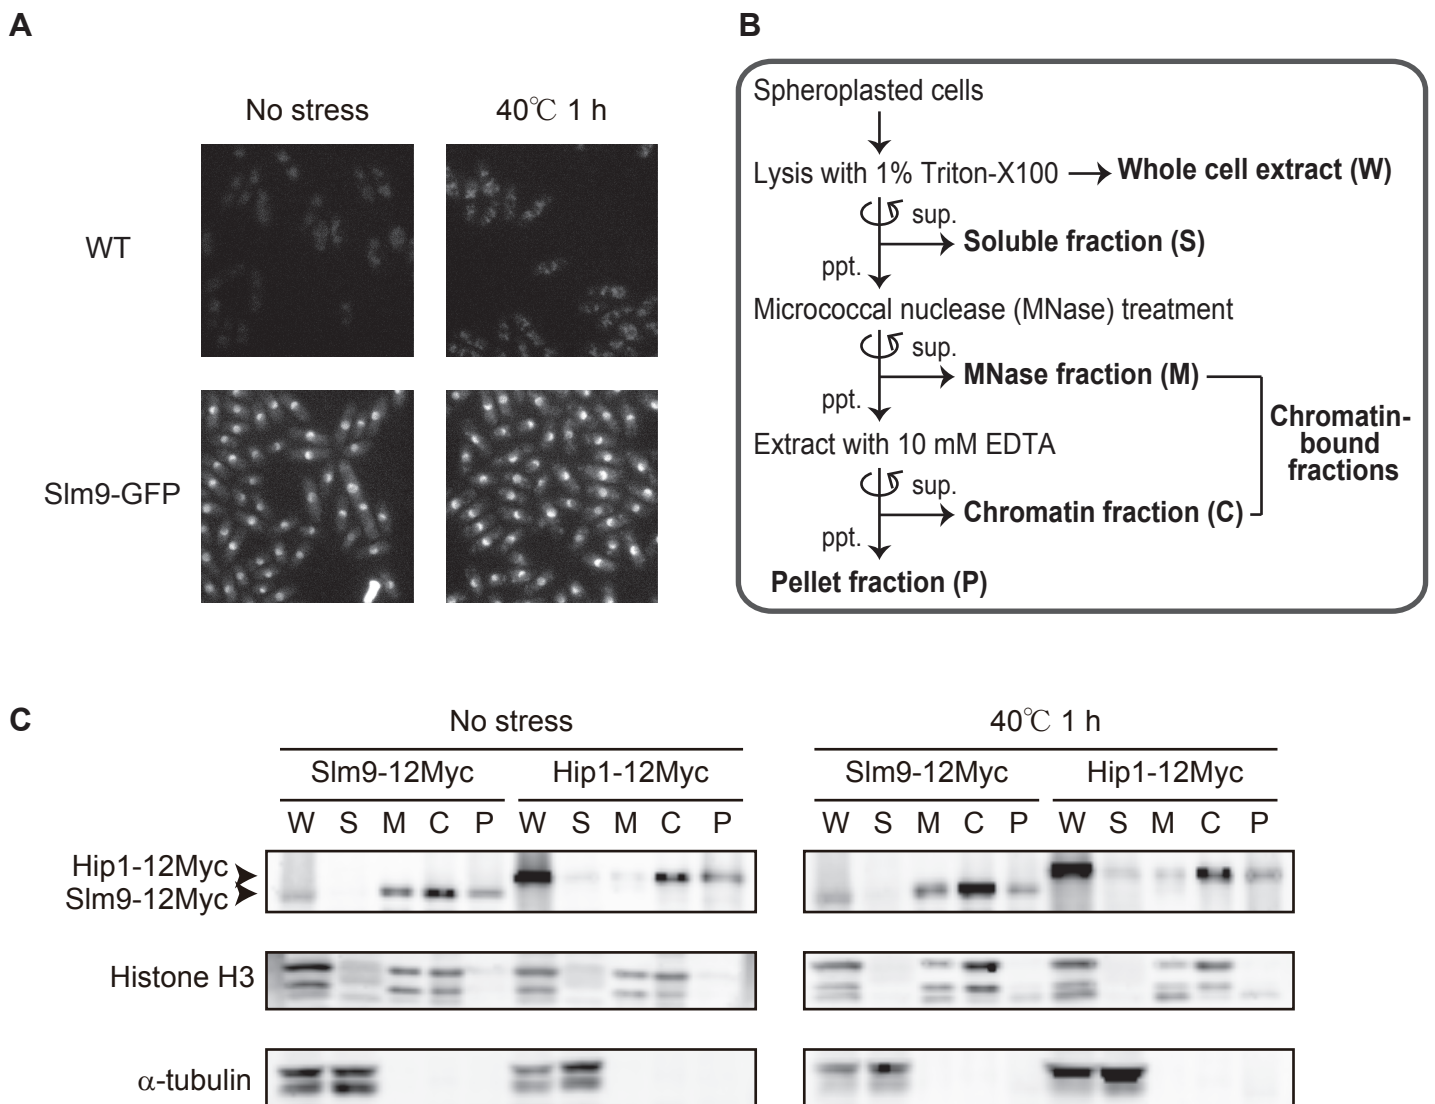 A
No stress
40℃ 1 h
WT
Slm9-GFP
B
Spheroplasted cells
Lysis with 1% Triton-X100
Whole cell extract (W)
sup.
Soluble fraction (S)
ppt.
Micrococcal nuclease (MNase) treatment
sup.
MNase fraction (M)
ppt.
Chromatin-
bound
fractions
Extract with 10 mM EDTA
sup.
Chromatin fraction (C)
ppt.
Pellet fraction (P)
C
No stress
40℃ 1 h
Slm9-12Myc Hip1-12Myc Slm9-12Myc Hip1-12Myc
W S M C P W S M C P W S M C P W S M C P
Hip1-12Myc
Slm9-12Myc
Histone H3
α-tubulin